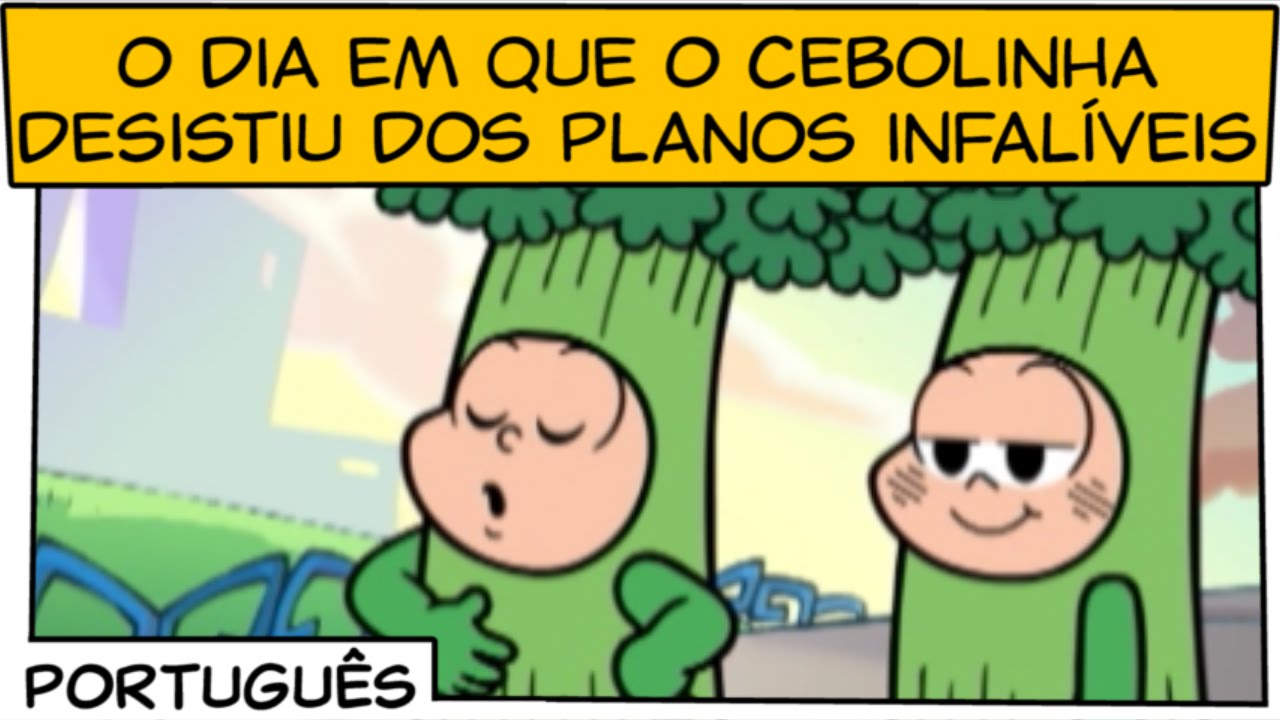 O DIA EM QUE O CEBOLINHA
DESISTIU DOS PLANOS INFALÍVEIS
PORTUGUÊS